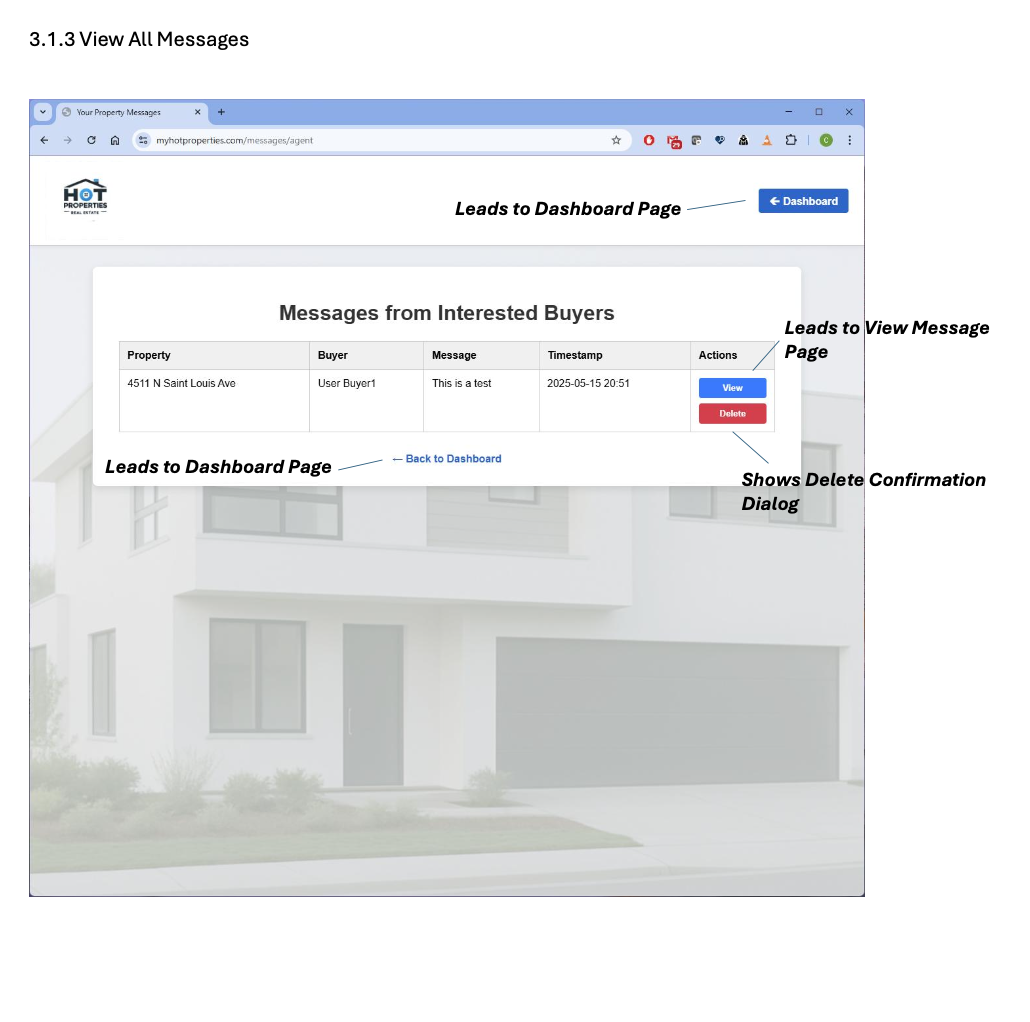 3.1.3 View All Messages
Your Property Messages
myhotproperties.com/messages/agent
29
C
HOT
PROPERTIES
REAL ESTATE
Leads to Dashboard Page
← Dashboard
Messages from Interested Buyers
Leads to View Message
Page
Property Buyer Message Timestamp Actions
4511 N Saint Louis Ave User Buyer1 This is a test 2025-05-15 20:51 View
Delete
Leads to Dashboard Page
← Back to Dashboard
Shows Delete Confirmation
Dialog